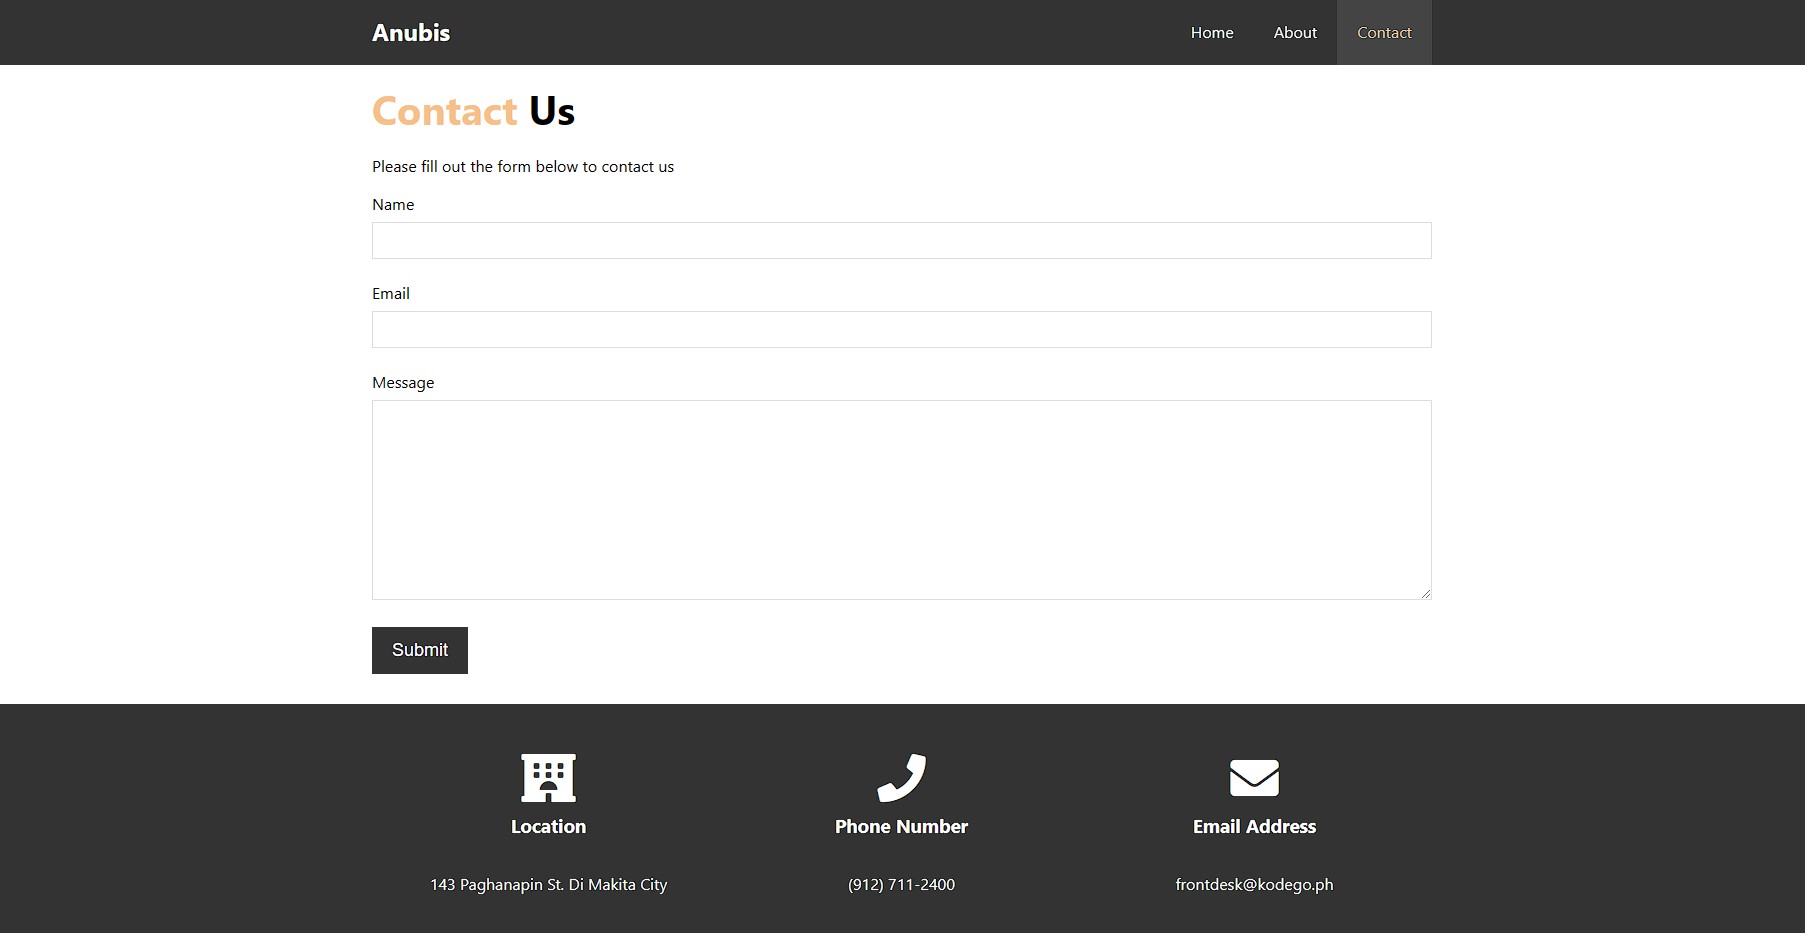 Anubis
Home
About
Contact
Contact Us
Please fill out the form below to contact us
Name
Email
Message
Submit
Location
Phone Number
Email Address
143 Paghanapin St. Di Makita City
(912) 711-2400
frontdesk@kodego.ph